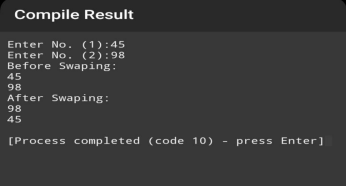 Compile Result
Enter No. (1):45
Enter No. (2):98
Before Swaping:
45
98
After Swaping:
98
45
[Process completed (code 10) - press Enter]